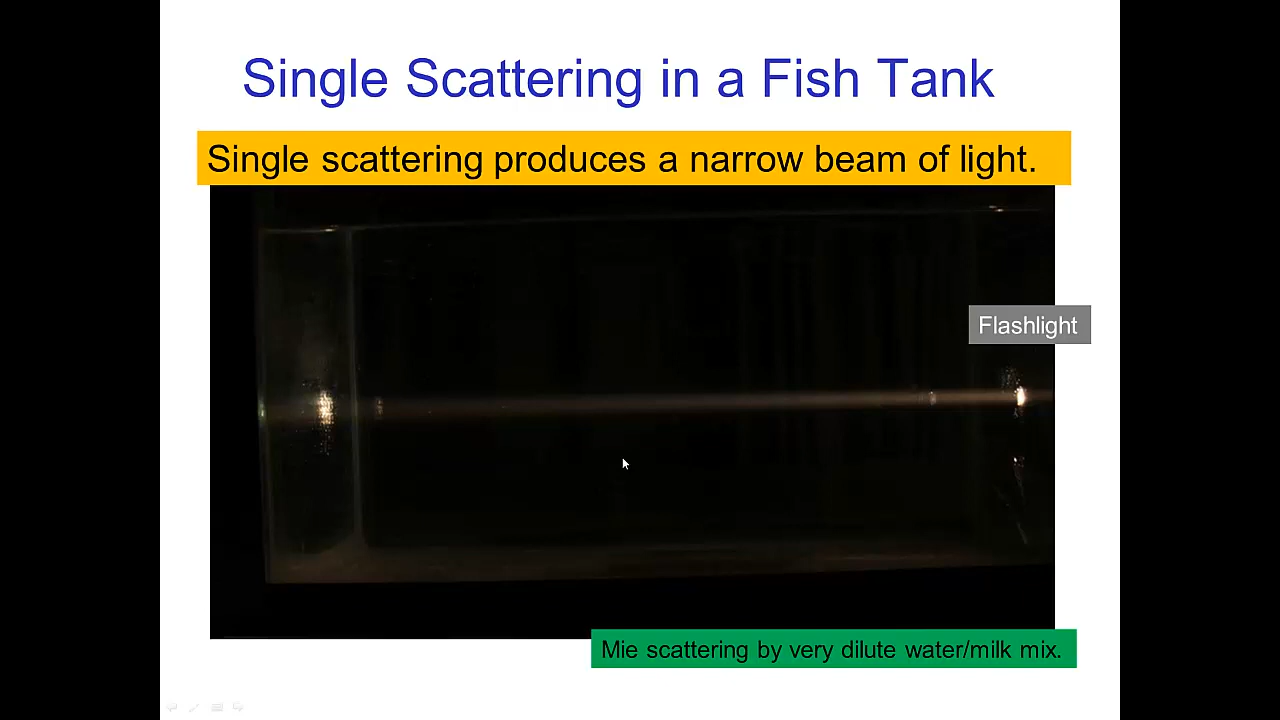 Single Scattering in a Fish Tank
Single scattering produces a narrow beam of light.
Flashlight
Mie scattering by very dilute water/milk mix.